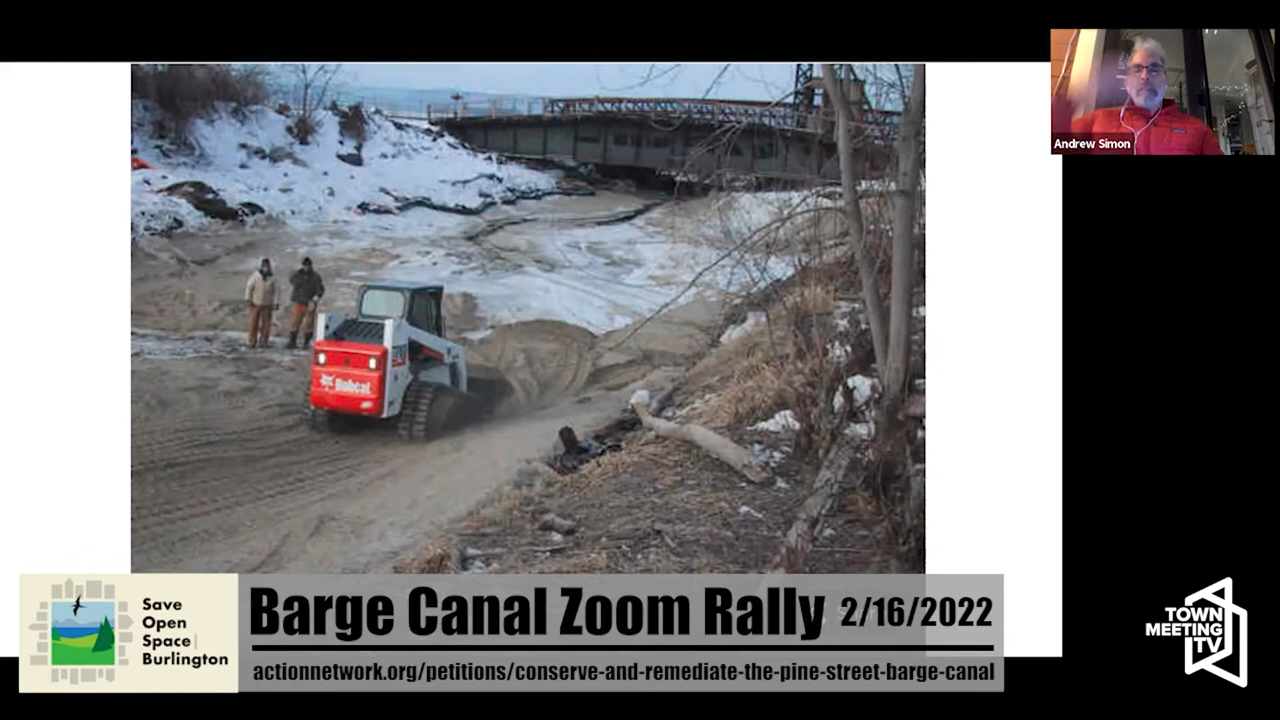 Andrew Simon
Bobcat
Save
Open
Space
Burlington
Barge Canal Zoom Rally 2/16/2022
actionnetwork.org/petitions/conserve-and-remediate-the-pine-street-barge-canal
TOWN
MEETING
TV